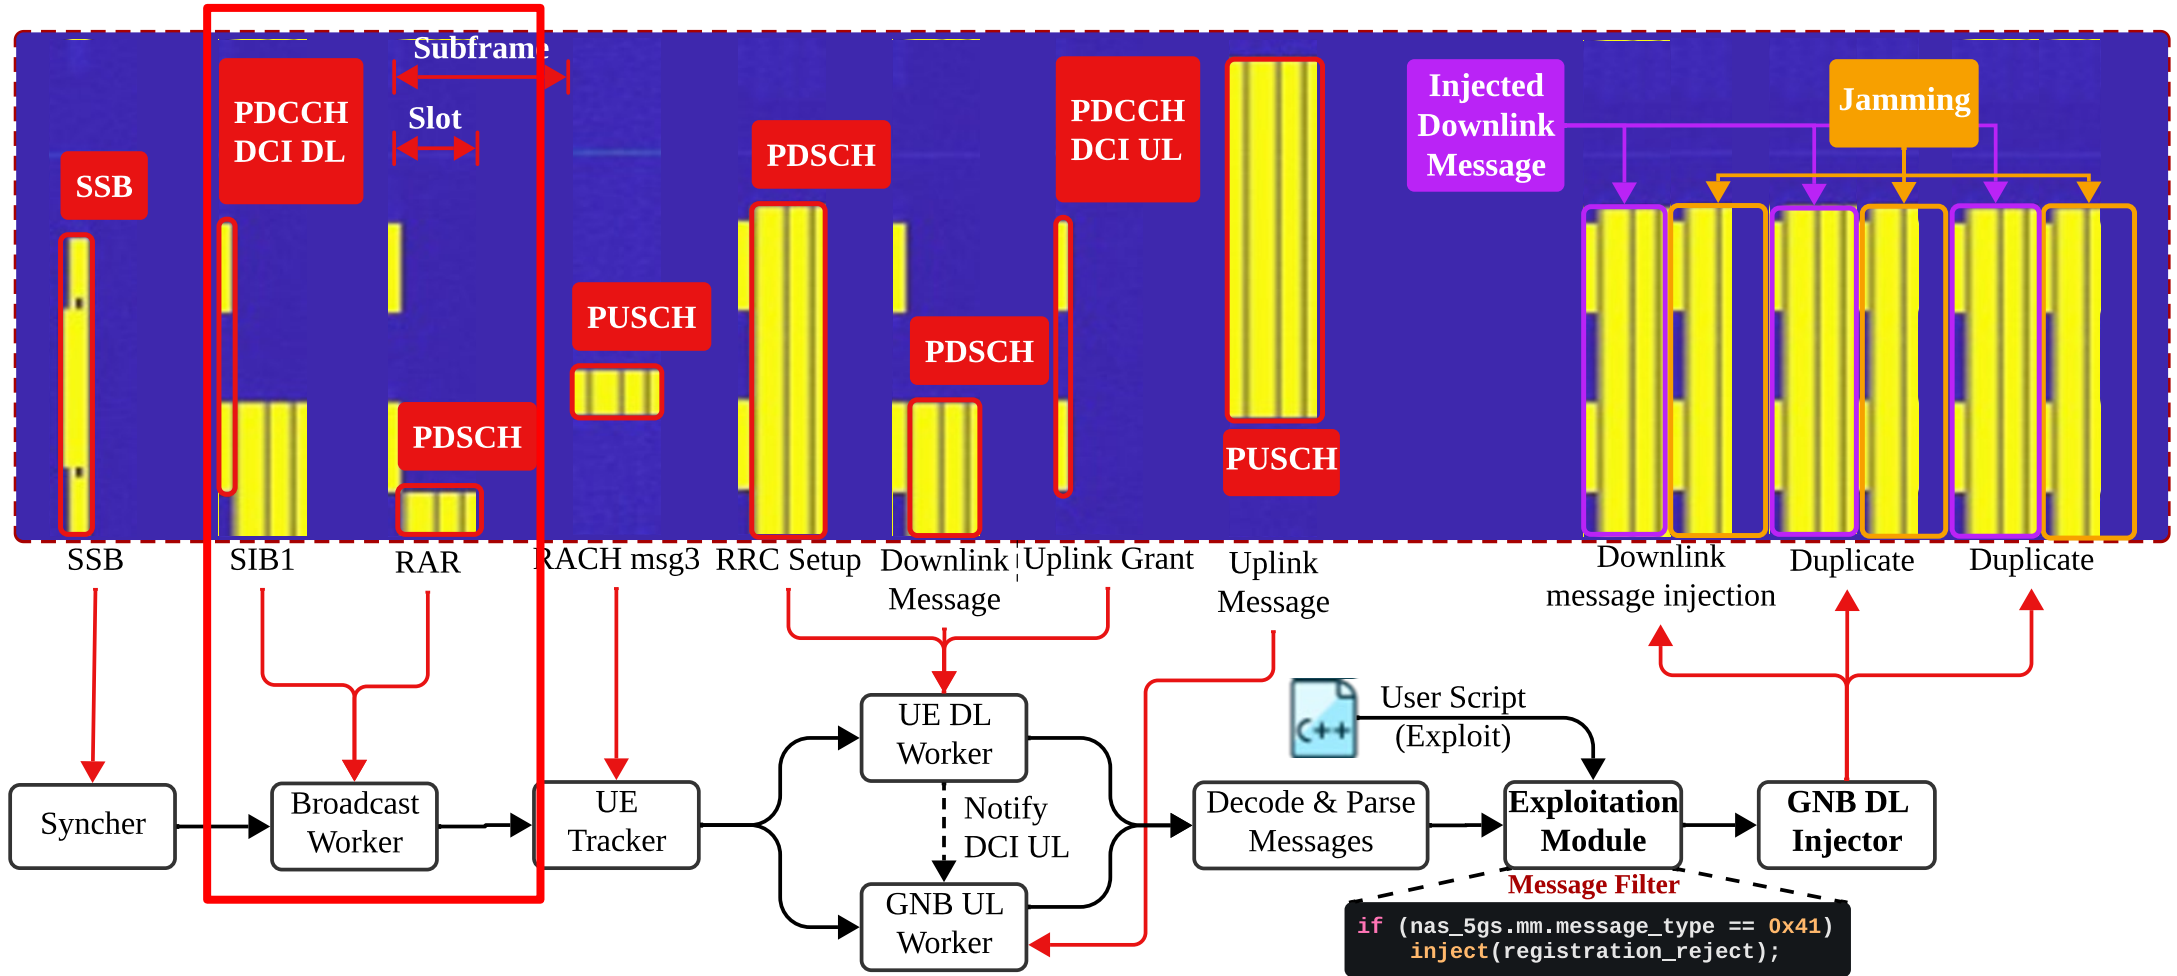 Subframe
PDCCH
DCI DL
Slot
SSB
PDSCH
PUSCH
PDSCH
PDSCH
PDCCH
DCI UL
PUSCH
Injected
Downlink
Message
Jamming
SSB
SIB1
RAR
RACH msg3
RRC Setup
Downlink
Message
Uplink Grant
Uplink
Message
Downlink
message injection
Duplicate
Duplicate
Syncher
Broadcast
Worker
UE
Tracker
UE DL
Worker
Notify
DCI UL
GNB UL
Worker
Decode & Parse
Messages
C++
User Script
(Exploit)
Exploitation
Module
GNB DL
Injector
Message Filter
if (nas_5gs.mm.message_type == 0x41)
inject(registration_reject);